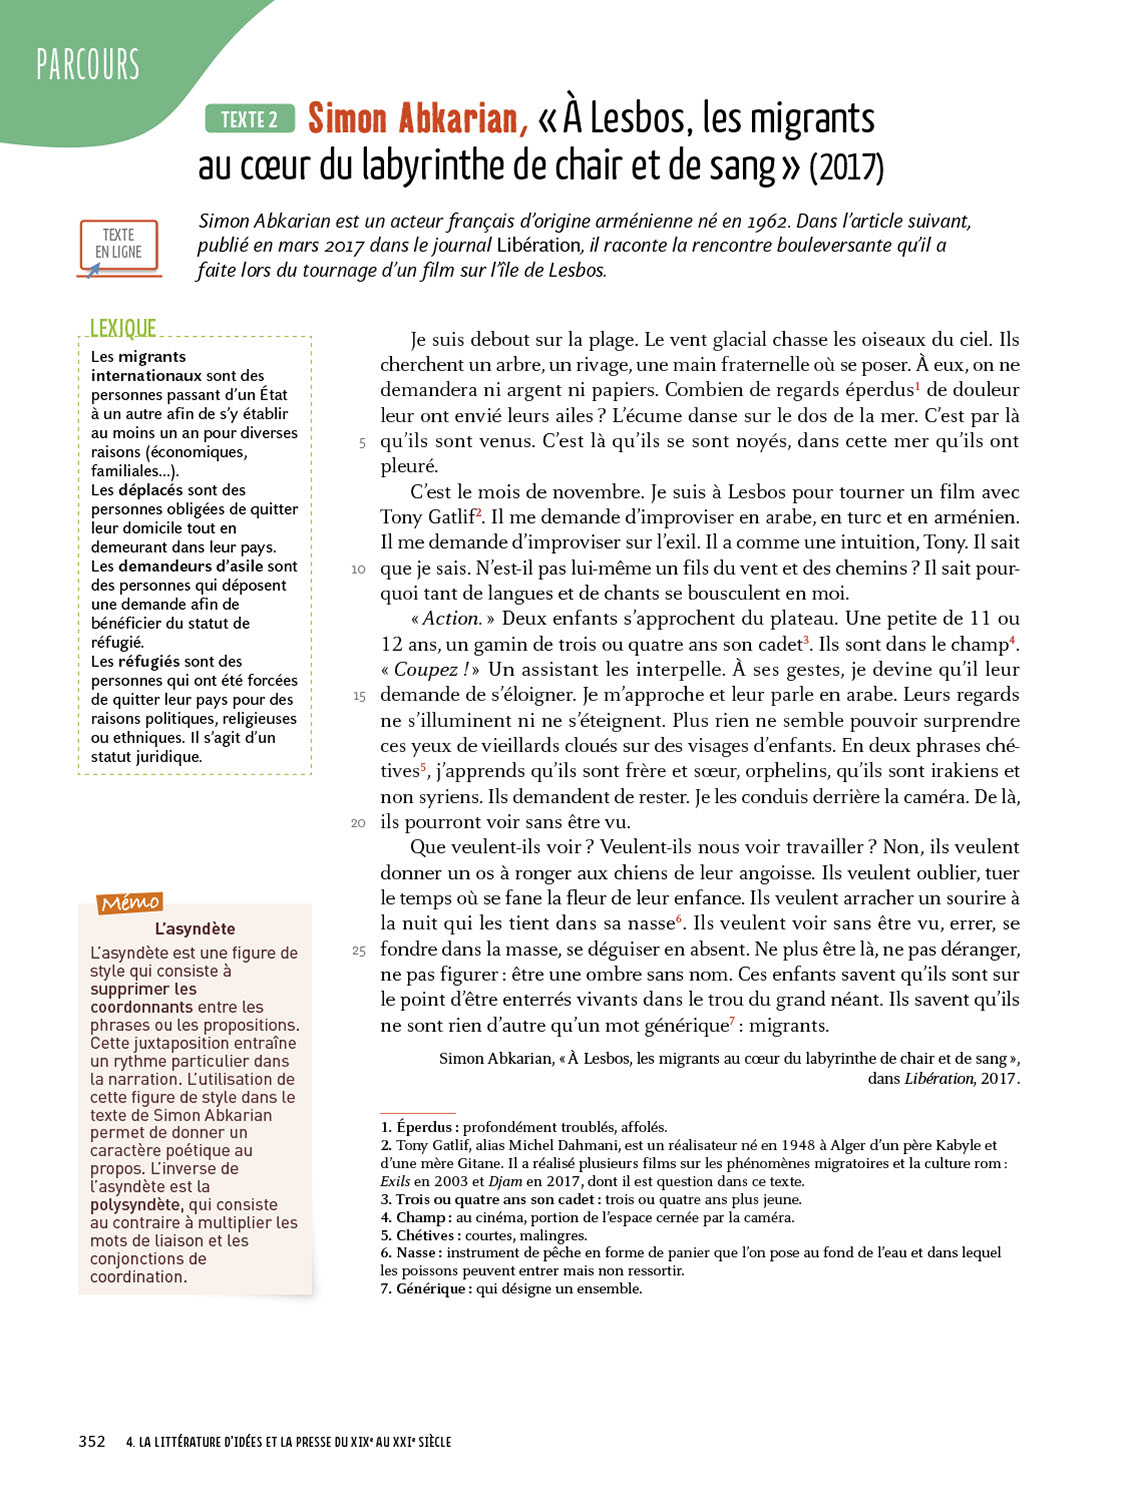 PARCOURS
TEXTE 2 Simon Abkarian, « À Lesbos, les migrants
au cœur du labyrinthe de chair et de sang » (2017)
TEXTE
EN LIGNE
Simon Abkarian est un acteur français d’origine arménienne né en 1962. Dans l’article suivant,
publié en mars 2017 dans le journal Libération, il raconte la rencontre bouleversante qu’il a
faite lors du tournage d’un film sur l’île de Lesbos.
LEXIQUE
Les migrants
internationaux sont des
personnes passant d’un État
à un autre afin de s’y établir
au moins un an pour diverses
raisons (économiques,
familiales…).
Les déplacés sont des
personnes obligées de quitter
leur domicile tout en
demeurant dans leur pays.
Les demandeurs d’asile sont
des personnes qui déposent
une demande afin de
bénéficier du statut de
réfugié.
Les réfugiés sont des
personnes qui ont été forcées
de quitter leur pays pour des
raisons politiques, religieuses
ou ethniques. Il s’agit d’un
statut juridique.
Mémo
L’asyndète
L’asyndète est une figure de
style qui consiste à
supprimer les
coordonnants entre les
phrases ou les propositions.
Cette juxtaposition entraîne
un rythme particulier dans
la narration. L’utilisation de
cette figure de style dans le
texte de Simon Abkarian
permet de donner un
caractère poétique au
propos. L’inverse de
l’asyndète est la
polysyndète, qui consiste
au contraire à multiplier les
mots de liaison et les
conjonctions de
coordination.
Je suis debout sur la plage. Le vent glacial chasse les oiseaux du ciel. Ils
cherchent un arbre, un rivage, une main fraternelle où se poser. À eux, on ne
demandera ni argent ni papiers. Combien de regards éperdus1 de douleur
leur ont envié leurs ailes ? L’écume danse sur le dos de la mer. C’est par là
5 qu’ils sont venus. C’est là qu’ils se sont noyés, dans cette mer qu’ils ont
pleuré.
C’est le mois de novembre. Je suis à Lesbos pour tourner un film avec
Tony Gatlif2. Il me demande d’improviser en arabe, en turc et en arménien.
Il me demande d’improviser sur l’exil. Il a comme une intuition, Tony. Il sait
10 que je sais. N’est-il pas lui-même un fils du vent et des chemins ? Il sait pour-
quoi tant de langues et de chants se bousculent en moi.
« Action. » Deux enfants s’approchent du plateau. Une petite de 11 ou
12 ans, un gamin de trois ou quatre ans son cadet3. Ils sont dans le champ4.
« Coupez ! » Un assistant les interpelle. À ses gestes, je devine qu’il leur
15 demande de s’éloigner. Je m’approche et leur parle en arabe. Leurs regards
ne s’illuminent ni ne s’éteignent. Plus rien ne semble pouvoir surprendre
ces yeux de vieillards cloués sur des visages d’enfants. En deux phrases ché-
tives5, j’apprends qu’ils sont frère et sœur, orphelins, qu’ils sont irakiens et
non syriens. Ils demandent de rester. Je les conduis derrière la caméra. De là,
20 ils pourront voir sans être vu.
Que veulent-ils voir ? Veulent-ils nous voir travailler ? Non, ils veulent
donner un os à ronger aux chiens de leur angoisse. Ils veulent oublier, tuer
le temps où se fane la fleur de leur enfance. Ils veulent arracher un sourire à
la nuit qui les tient dans sa nasse6. Ils veulent voir sans être vu, errer, se
25 fondre dans la masse, se déguiser en absent. Ne plus être là, ne pas déranger,
ne pas figurer : être une ombre sans nom. Ces enfants savent qu’ils sont sur
le point d’être enterrés vivants dans le trou du grand néant. Ils savent qu’ils
ne sont rien d’autre qu’un mot générique7 : migrants.
Simon Abkarian, « À Lesbos, les migrants au cœur du labyrinthe de chair et de sang »,
dans Libération, 2017.
1. Éperdus : profondément troublés, affolés.
2. Tony Gatlif, alias Michel Dahmani, est un réalisateur né en 1948 à Alger d’un père Kabyle et
d’une mère Gitane. Il a réalisé plusieurs films sur les phénomènes migratoires et la culture rom :
Exils en 2003 et Djam en 2017, dont il est question dans ce texte.
3. Trois ou quatre ans son cadet : trois ou quatre ans plus jeune.
4. Champ : au cinéma, portion de l’espace cernée par la caméra.
5. Chétives : courtes, malingres.
6. Nasse : instrument de pêche en forme de panier que l’on pose au fond de l’eau et dans lequel
les poissons peuvent entrer mais non ressortir.
7. Générique : qui désigne un ensemble.
352 4. LA LITTÉRATURE D’IDÉES ET LA PRESSE DU XIXe AU XXIe SIÈCLE